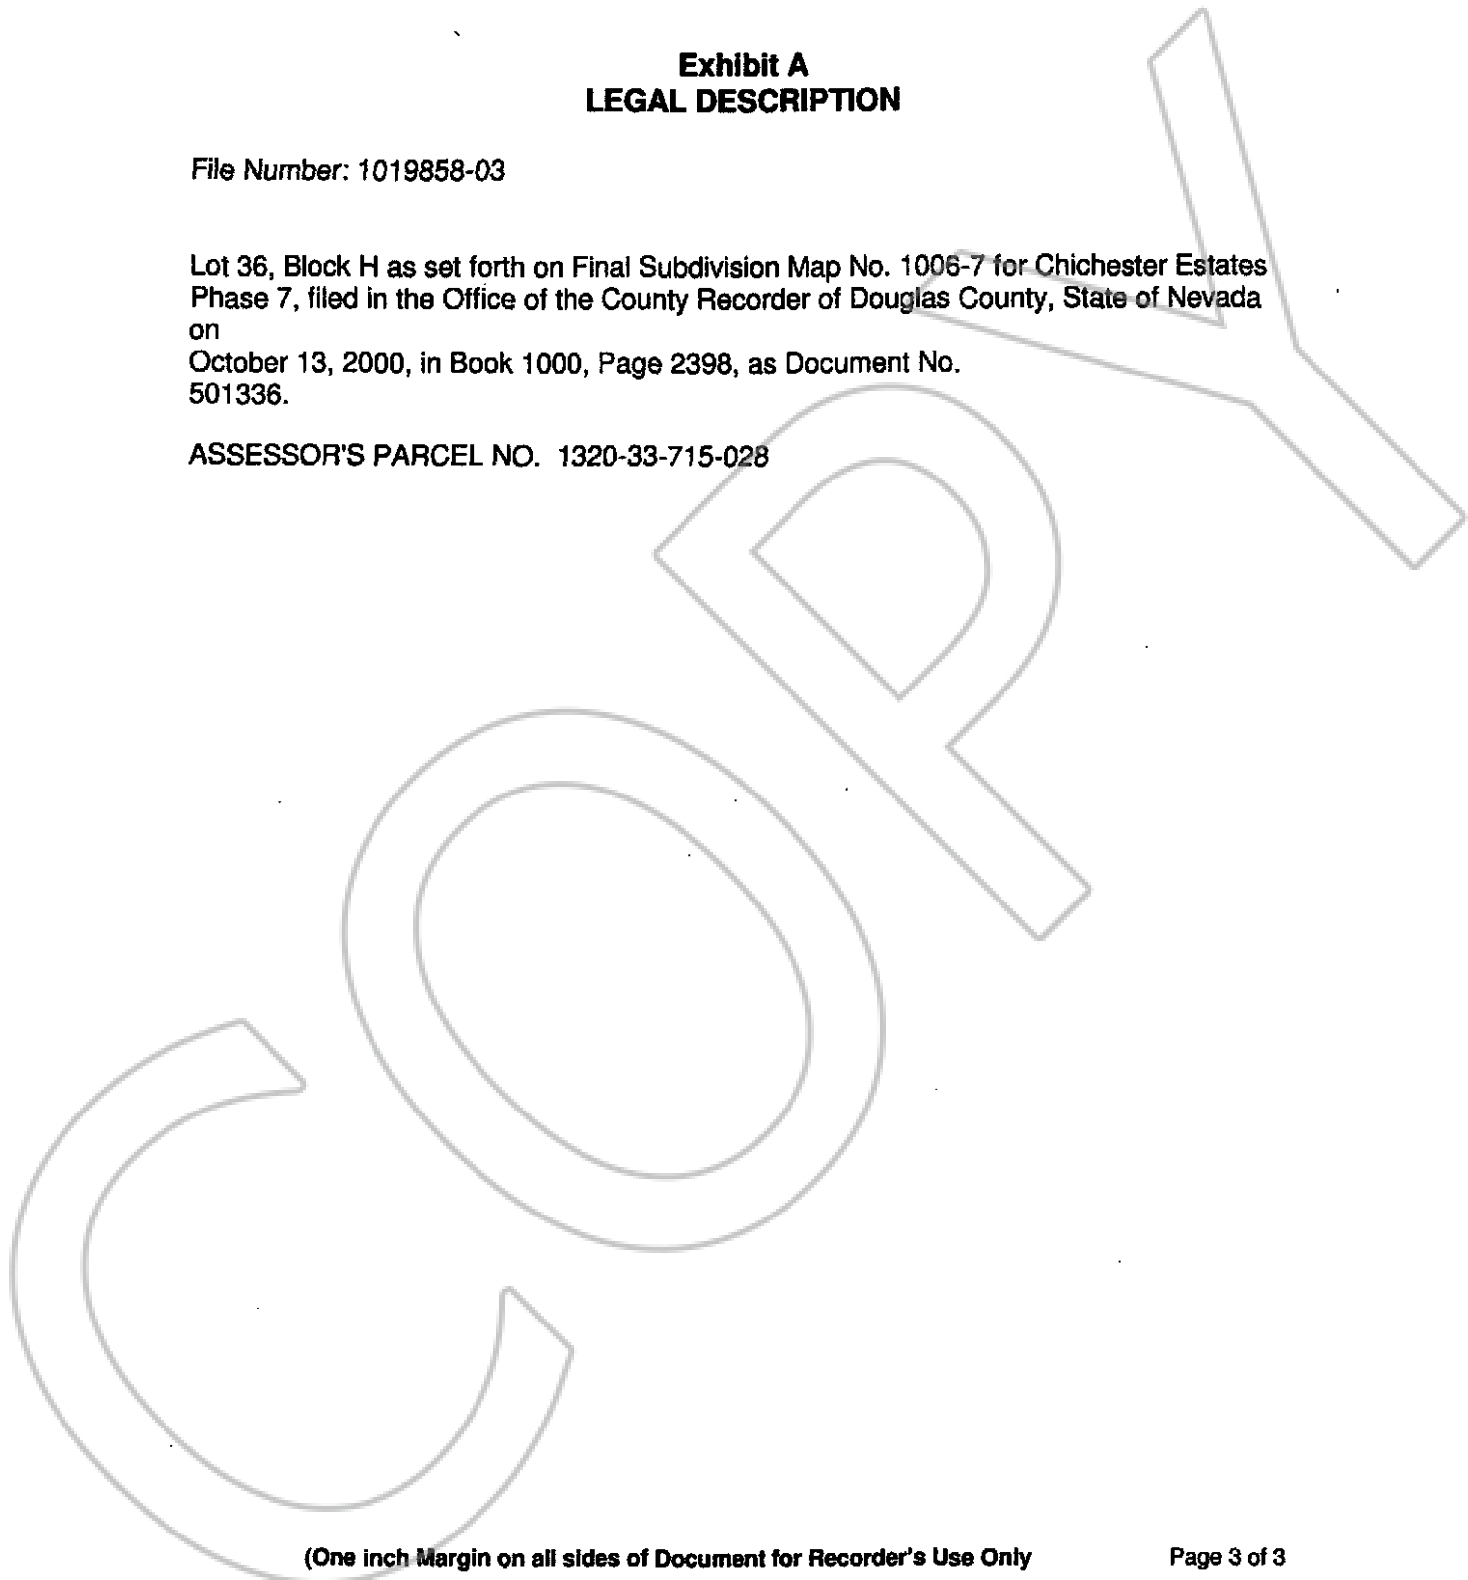 Exhibit A
LEGAL DESCRIPTION
File Number: 1019858-03
Lot 36, Block H as set forth on Final Subdivision Map No. 1006-7 for Chichester Estates
Phase 7, filed in the Office of the County Recorder of Douglas County, State of Nevada
on
October 13, 2000, in Book 1000, Page 2398, as Document No.
501336.
ASSESSOR'S PARCEL NO. 1320-33-715-028
COPY
(One inch Margin on all sides of Document for Recorder's Use Only
Page 3 of 3